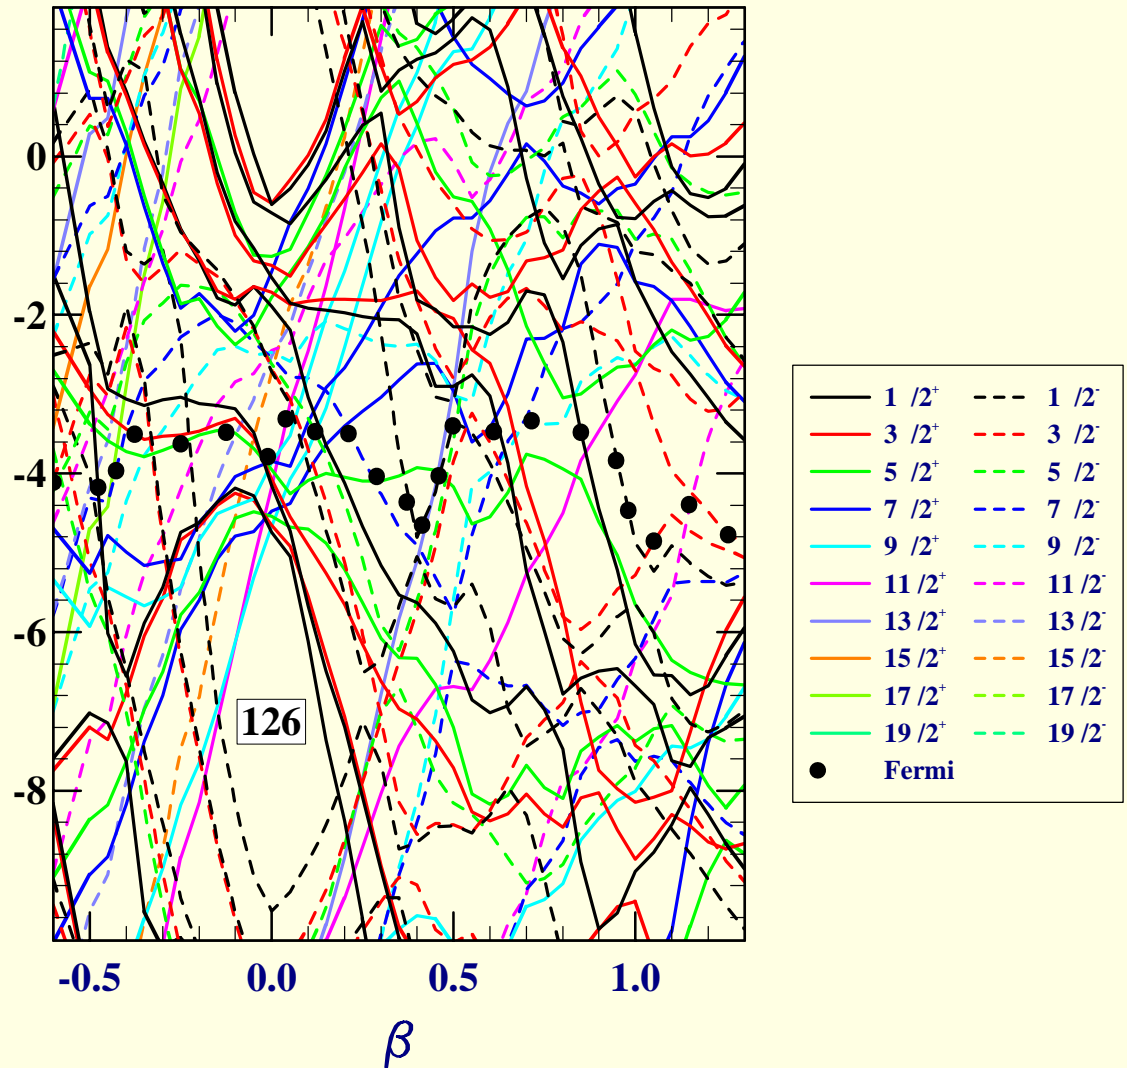 0
-2
-4
-6
-8
126
-0.5 0.0 0.5 1.0
β
1 /2+ 1 /2-
3 /2+ 3 /2-
5 /2+ 5 /2-
7 /2+ 7 /2-
9 /2+ 9 /2-
11 /2+ 11 /2-
13 /2+ 13 /2-
15 /2+ 15 /2-
17 /2+ 17 /2-
19 /2+ 19 /2-
Fermi